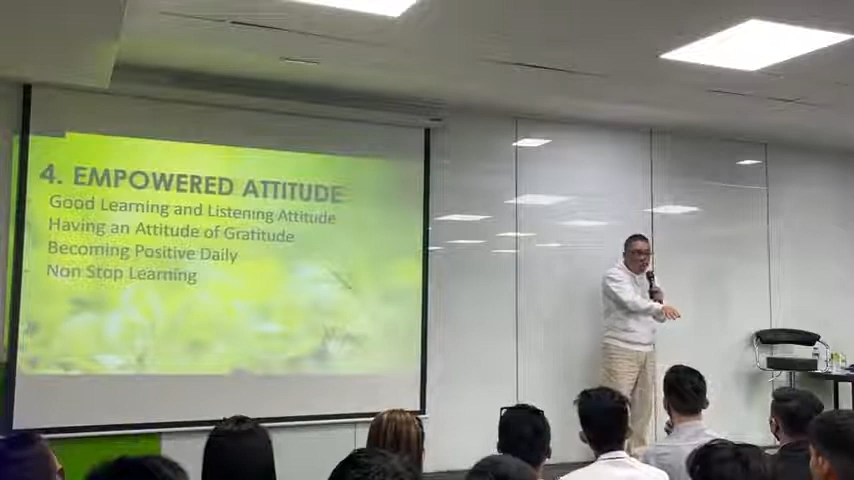 4. EMPOWERED ATTITUDE
Good Learning and Listening Attitude
Having an Attitude of Gratitude
Becoming Positive Daily
Non Stop Learning